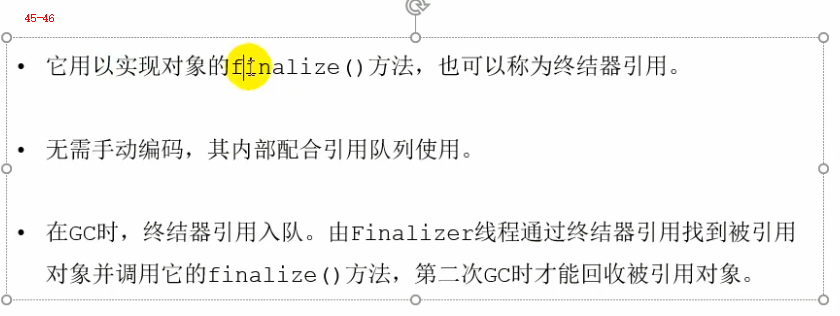 45-46
• 它用以实现对象的finalize()方法，也可以称为终结器引用。
• 无需手动编码，其内部配合引用队列使用。
• 在GC时，终结器引用入队。由Finalizer线程通过终结器引用找到被引用
对象并调用它的finalize()方法，第二次GC时才能回收被引用对象。